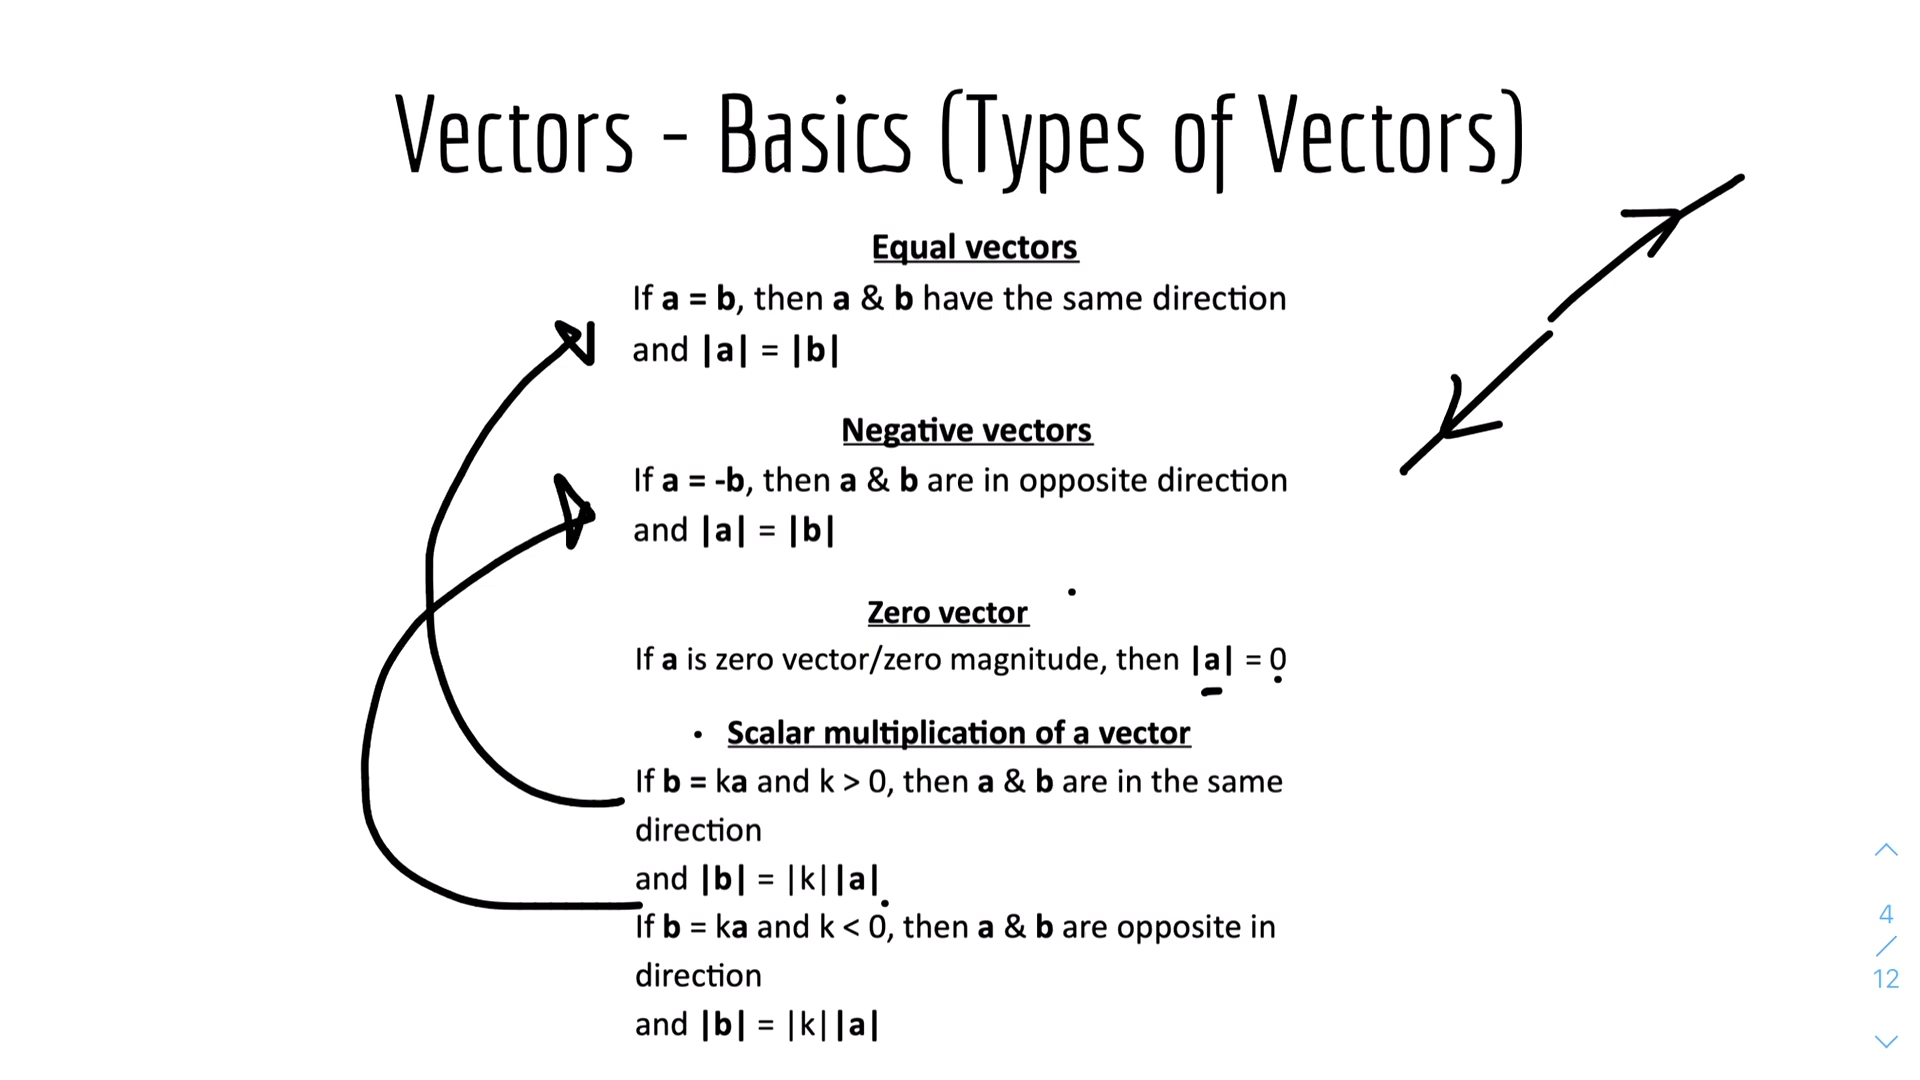 Vectors - Basics (Types of Vectors)
Equal vectors
If a = b, then a & b have the same direction
and |a| = |b|
Negative vectors
If a = -b, then a & b are in opposite direction
and |a| = |b|
Zero vector
If a is zero vector/zero magnitude, then |a| = 0
• Scalar multiplication of a vector
If b = ka and k > 0, then a & b are in the same
direction
and |b| = |k||a|
If b = ka and k < 0, then a & b are opposite in
direction
and |b| = |k||a|
4
/
12